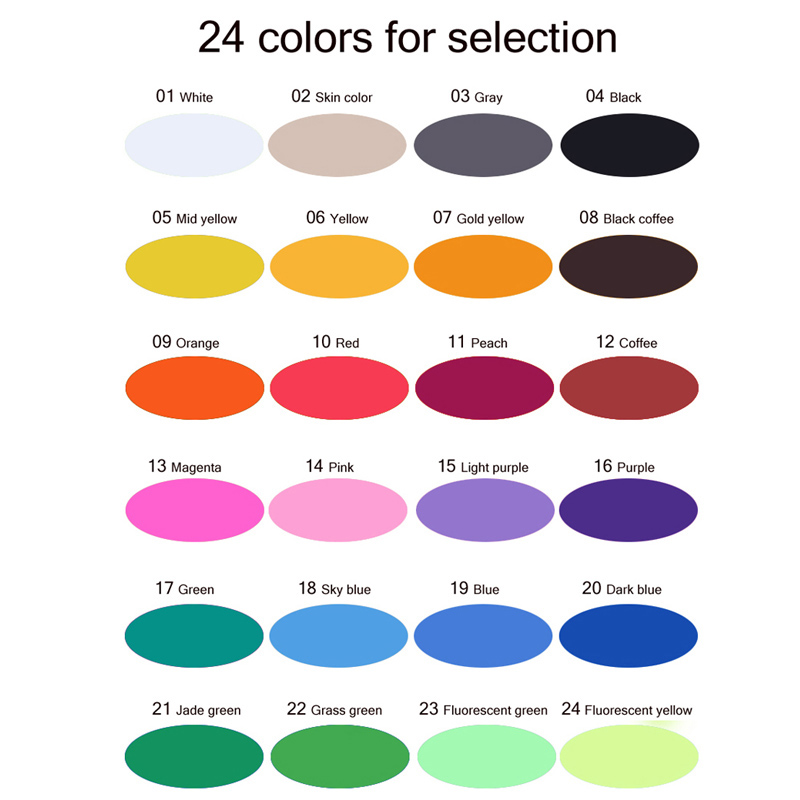 24 colors for selection
01 White 02 Skin color 03 Gray 04 Black
05 Mid yellow 06 Yellow 07 Gold yellow 08 Black coffee
09 Orange 10 Red 11 Peach 12 Coffee
13 Magenta 14 Pink 15 Light purple 16 Purple
17 Green 18 Sky blue 19 Blue 20 Dark blue
21 Jade green 22 Grass green 23 Fluorescent green 24 Fluorescent yellow